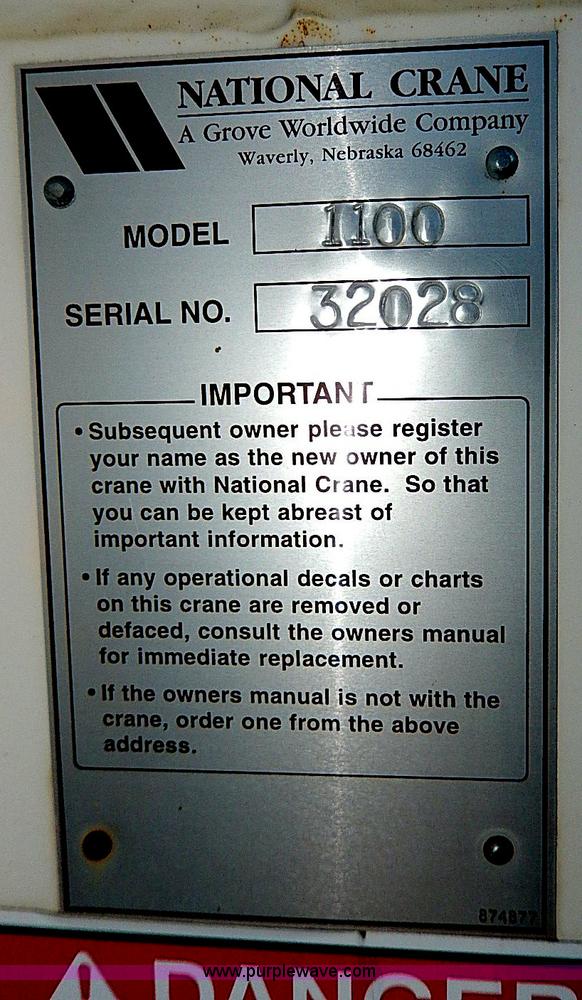 NATIONAL CRANE
A Grove Worldwide Company
Waverly, Nebraska 68462
MODEL 1100
SERIAL NO. 32028
IMPORTANT
• Subsequent owner please register
your name as the new owner of this
crane with National Crane. So that
you can be kept abreast of
important information.
• If any operational decals or charts
on this crane are removed or
defaced, consult the owners manual
for immediate replacement.
• If the owners manual is not with the
crane, order one from the above
address.
874877
www.purplewave.com
DANGER